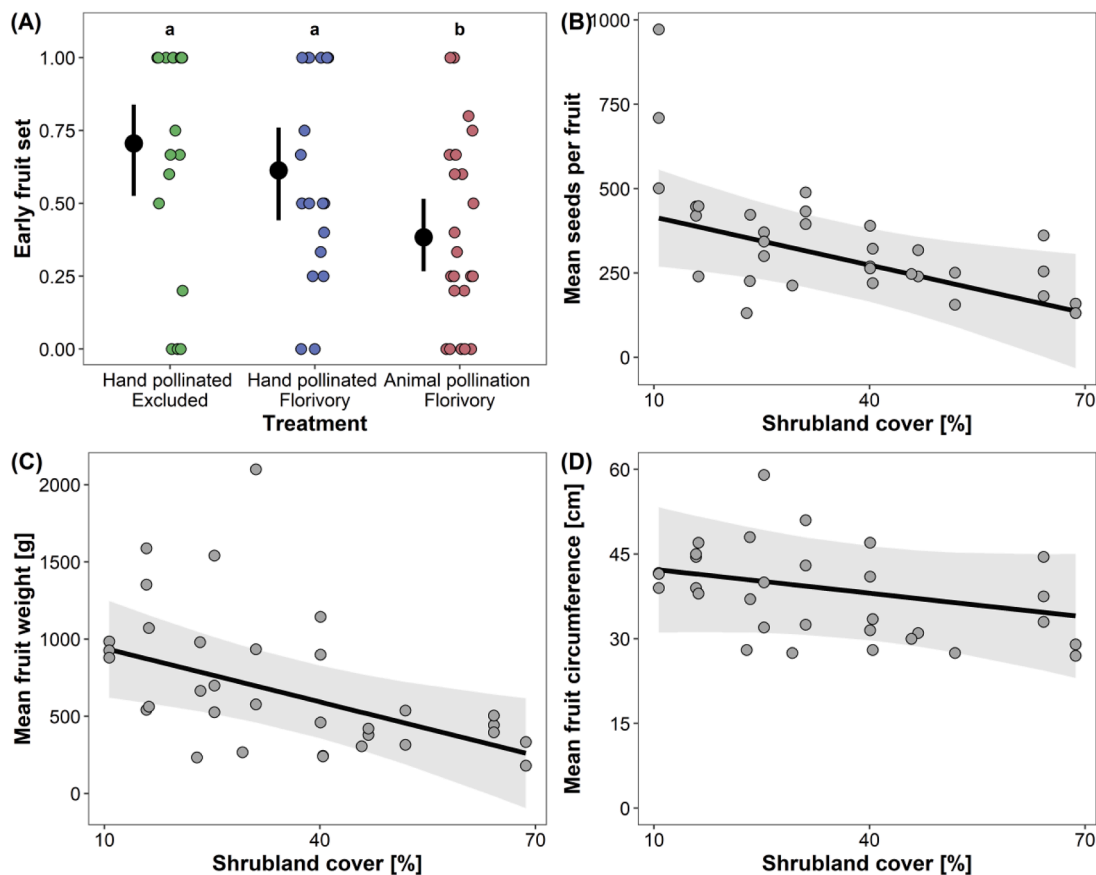 (A)
a
a
b
1.00
0.75
0.50
0.25
0.00
Early fruit set
Hand pollinated
Excluded
Hand pollinated
Florivory
Animal pollination
Florivory
Treatment
(B)
1000
750
500
250
0
Mean seeds per fruit
10
40
70
Shrubland cover [%]
(C)
2000
1500
1000
500
0
Mean fruit weight [g]
10
40
70
Shrubland cover [%]
(D)
60
45
30
15
0
Mean fruit circumference [cm]
10
40
70
Shrubland cover [%]